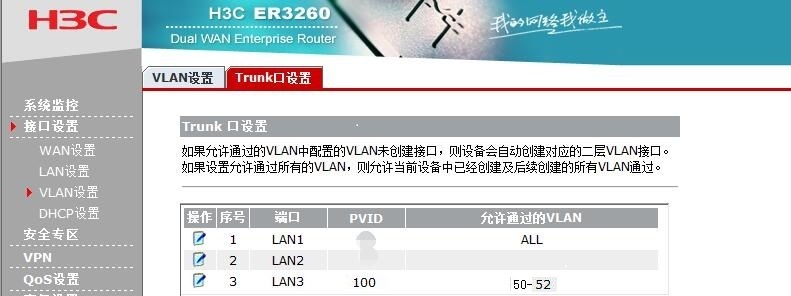 H3C
H3C ER3260
Dual WAN Enterprise Router
我的网络我做主
VLAN设置
Trunk口设置
系统监控
接口设置
WAN设置
LAN设置
VLAN设置
DHCP设置
安全专区
VPN
QoS设置
Trunk 口设置
如果允许通过的VLAN中配置的VLAN未创建接口，则设备会自动创建对应的二层VLAN接口。
如果设置允许通过所有的VLAN，则允许当前设备中已经创建及后续创建的所有VLAN通过。
操作 序号 端口 PVID 允许通过的VLAN
1 LAN1 ALL
2 LAN2
3 LAN3 100 50-52